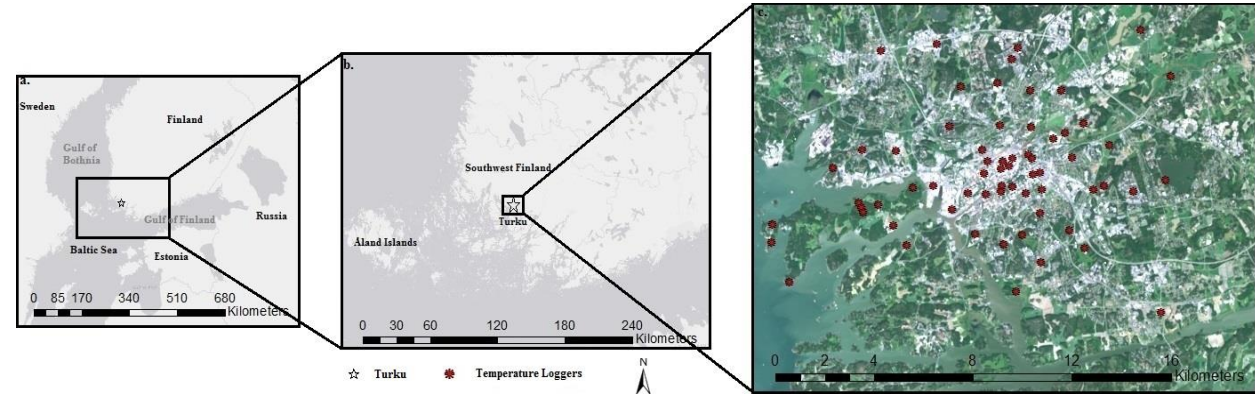 a.
Sweden
Finland
Gulf of
Bothnia
Gulf of Finland
Russia
Baltic Sea
Estonia
0 85 170 340 510 680
Kilometers
b.
Southwest Finland
Turku
Åland Islands
0 30 60 120 180 240
Kilometers
Turku
Temperature Loggers
N
c.
0 2 4 8 12 16
Kilometers